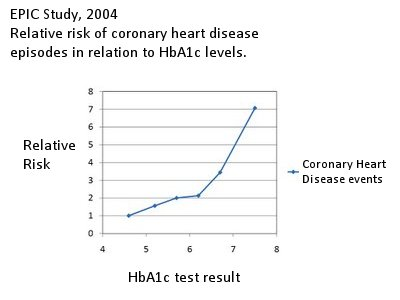 EPIC Study, 2004
Relative risk of coronary heart disease
episodes in relation to HbA1c levels.
8
7
6
5
4
3
2
1
0
Relative
Risk
Coronary Heart
Disease events
4 5 6 7 8
HbA1c test result